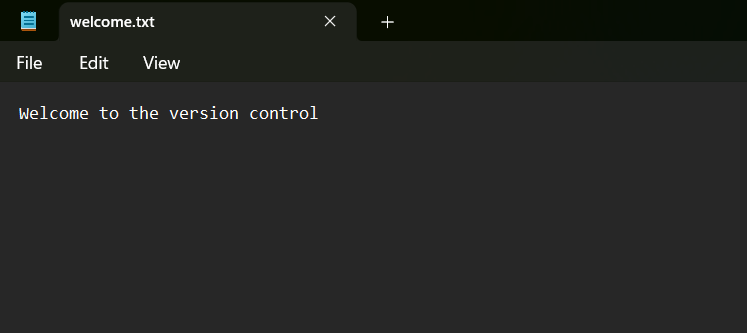 welcome.txt
File Edit View
Welcome to the version control